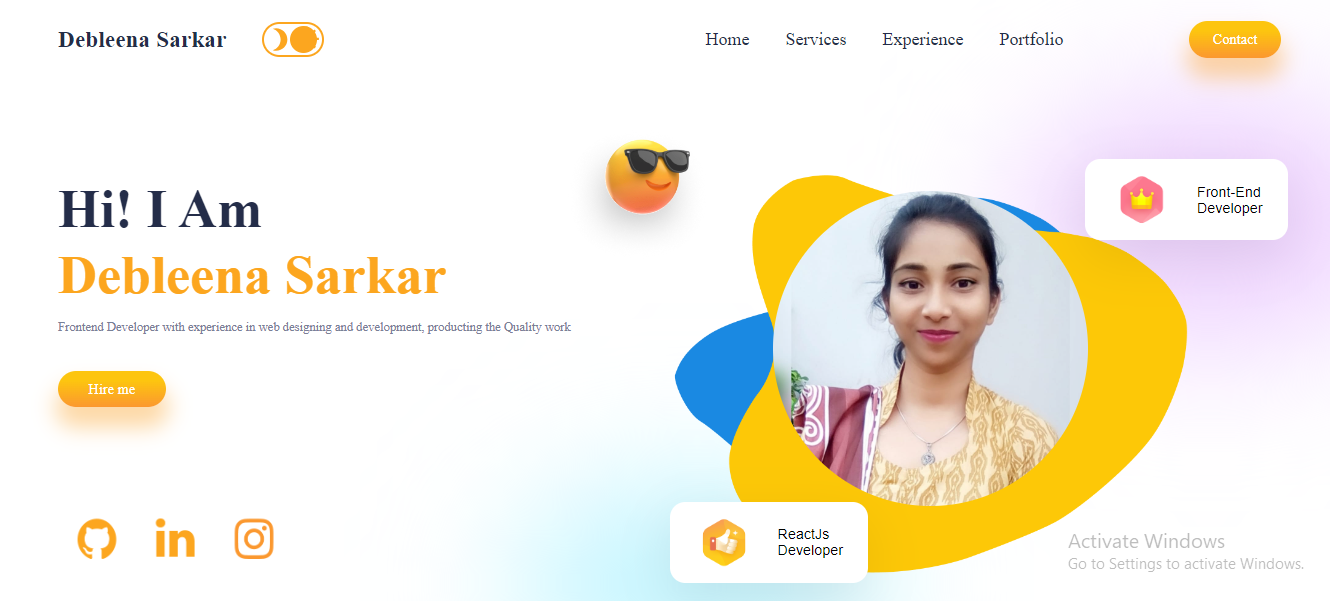 Debleena Sarkar
Home
Services
Experience
Portfolio
Contact
Hi! I Am
Debleena Sarkar
Frontend Developer with experience in web designing and development, producting the Quality work
Hire me
Front-End
Developer
ReactJs
Developer
Activate Windows
Go to Settings to activate Windows.